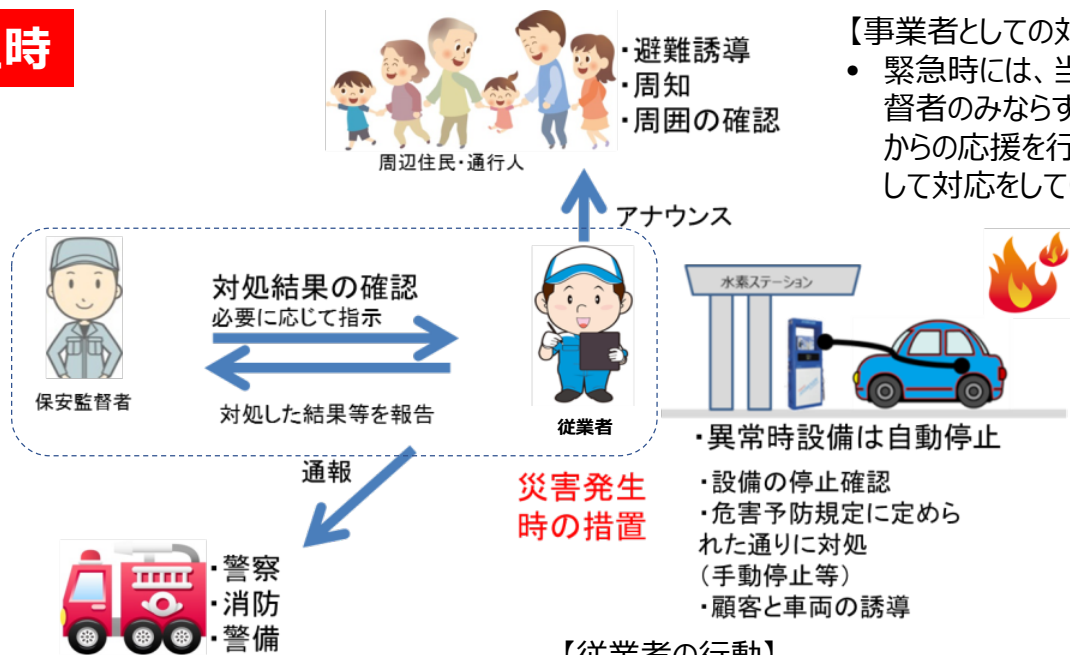 時
・避難誘導
・周知
・周囲の確認
周辺住民・通行人
【事業者としての対
• 緊急時には、当
督者のみならず
からの応援を行
して対応をして
アナウンス
対処結果の確認
必要に応じて指示
対処した結果等を報告
保安監督者
従業者
水素ステーション
・異常時設備は自動停止
・設備の停止確認
・危害予防規定に定めら
れた通りに対処
（手動停止等）
・顧客と車両の誘導
災害発生
時の措置
通報
・警察
・消防
・警備
【従業者の行動】